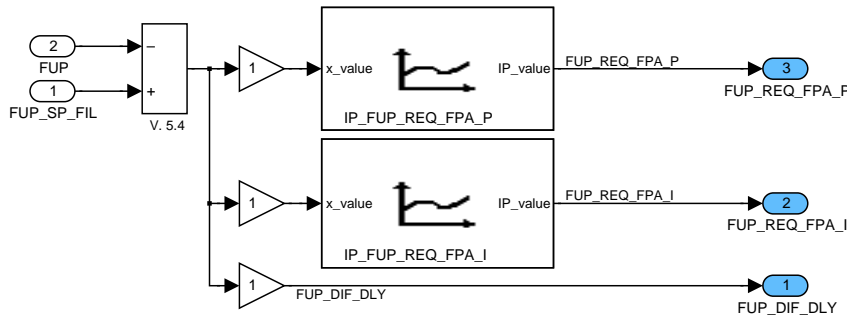 2
−
FUP
1
+
FUP_SP_FIL
V. 5.4
1
x_value
IP_value
IP_FUP_REQ_FPA_P
FUP_REQ_FPA_P
3
FUP_REQ_FPA_P
1
x_value
IP_value
IP_FUP_REQ_FPA_I
FUP_REQ_FPA_I
2
FUP_REQ_FPA_I
1
FUP_DIF_DLY
1
FUP_DIF_DLY